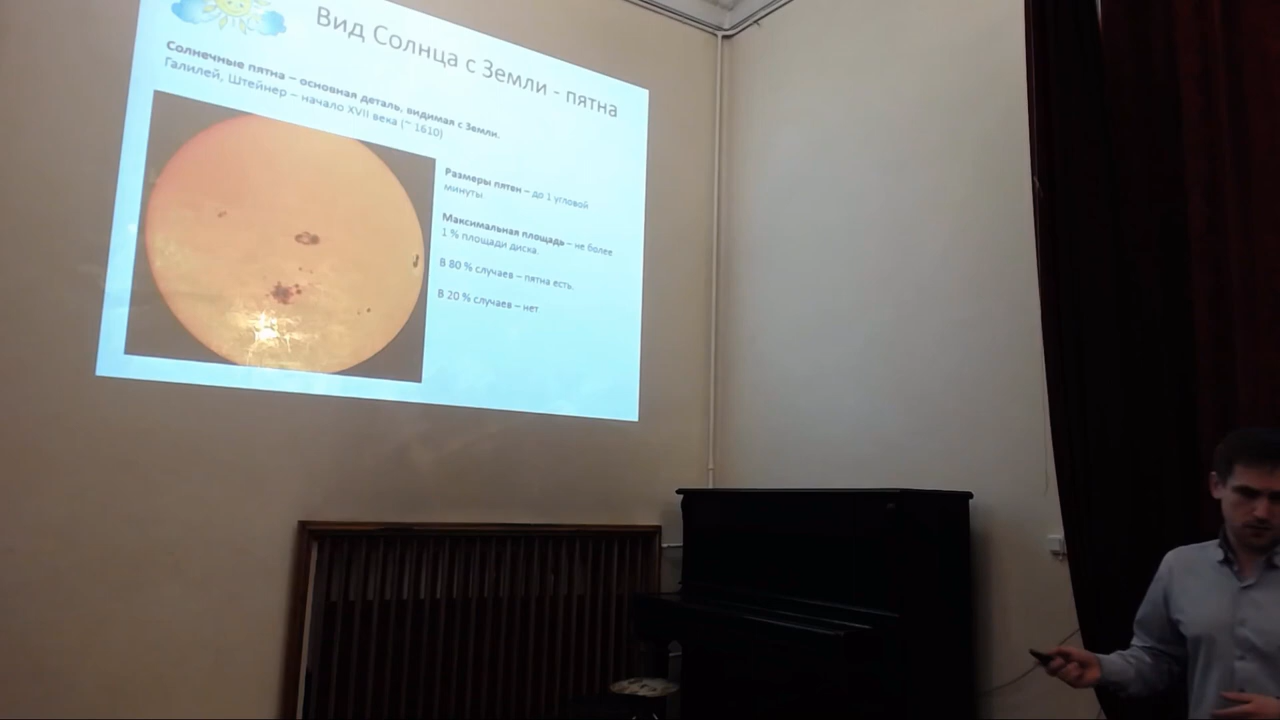 Вид Солнца с Земли - пятна
Солнечные пятна – основная деталь, видимая с Земли.
Галилей, Штейнер – начало XVII века (~ 1610)
Размеры пятен – до 1 угловой
минуты
Максимальная площадь – не более
1 % площади диска.
В 80 % случаев – пятна есть.
В 20 % случаев – нет